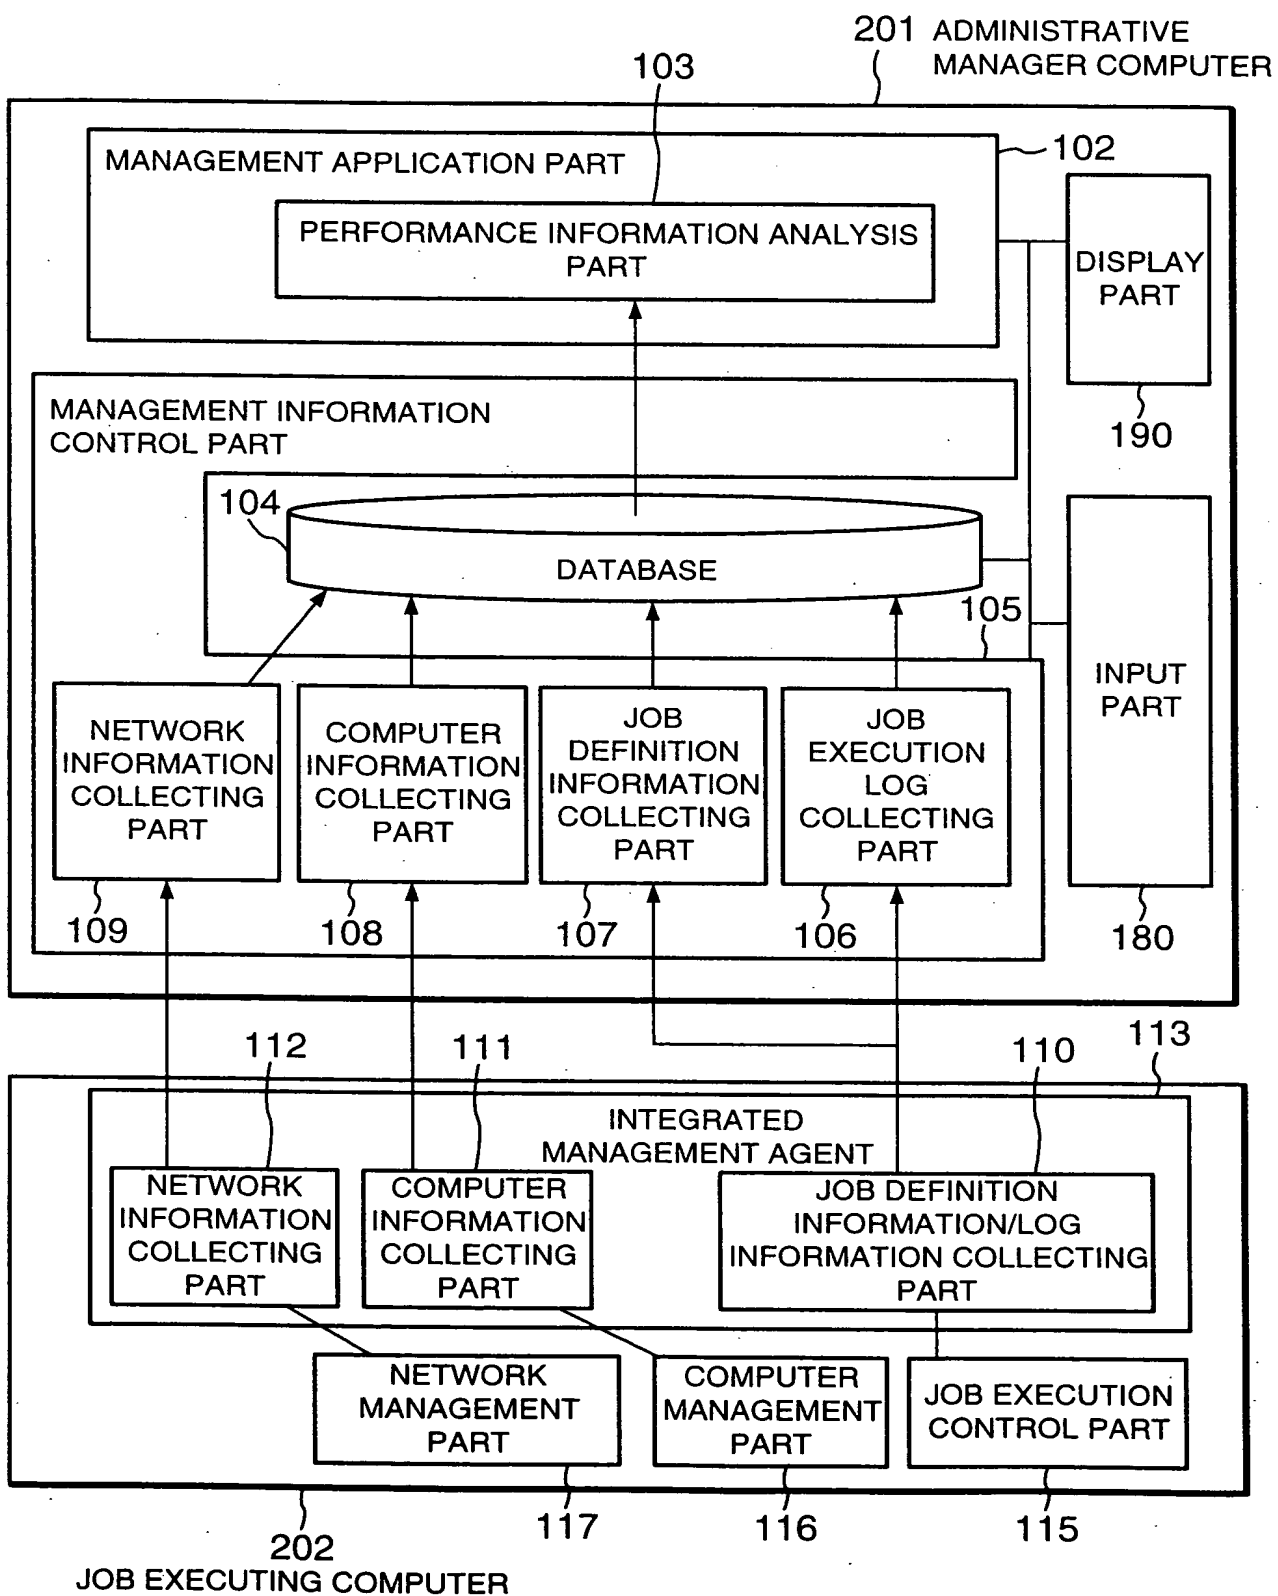 201 ADMINISTRATIVE
MANAGER COMPUTER
103
102
MANAGEMENT APPLICATION PART
PERFORMANCE INFORMATION ANALYSIS
PART
DISPLAY
PART
190
MANAGEMENT INFORMATION
CONTROL PART
104
DATABASE
105
NETWORK
INFORMATION
COLLECTING
PART
109
COMPUTER
INFORMATION
COLLECTING
PART
108
JOB
DEFINITION
INFORMATION
COLLECTING
PART
107
JOB
EXECUTION
LOG
COLLECTING
PART
106
INPUT
PART
180
112
111
110
113
INTEGRATED
MANAGEMENT AGENT
NETWORK
INFORMATION
COLLECTING
PART
COMPUTER
INFORMATION
COLLECTING
PART
JOB DEFINITION
INFORMATION/LOG
INFORMATION COLLECTING
PART
NETWORK
MANAGEMENT
PART
117
COMPUTER
MANAGEMENT
PART
116
JOB EXECUTION
CONTROL PART
115
202
JOB EXECUTING COMPUTER